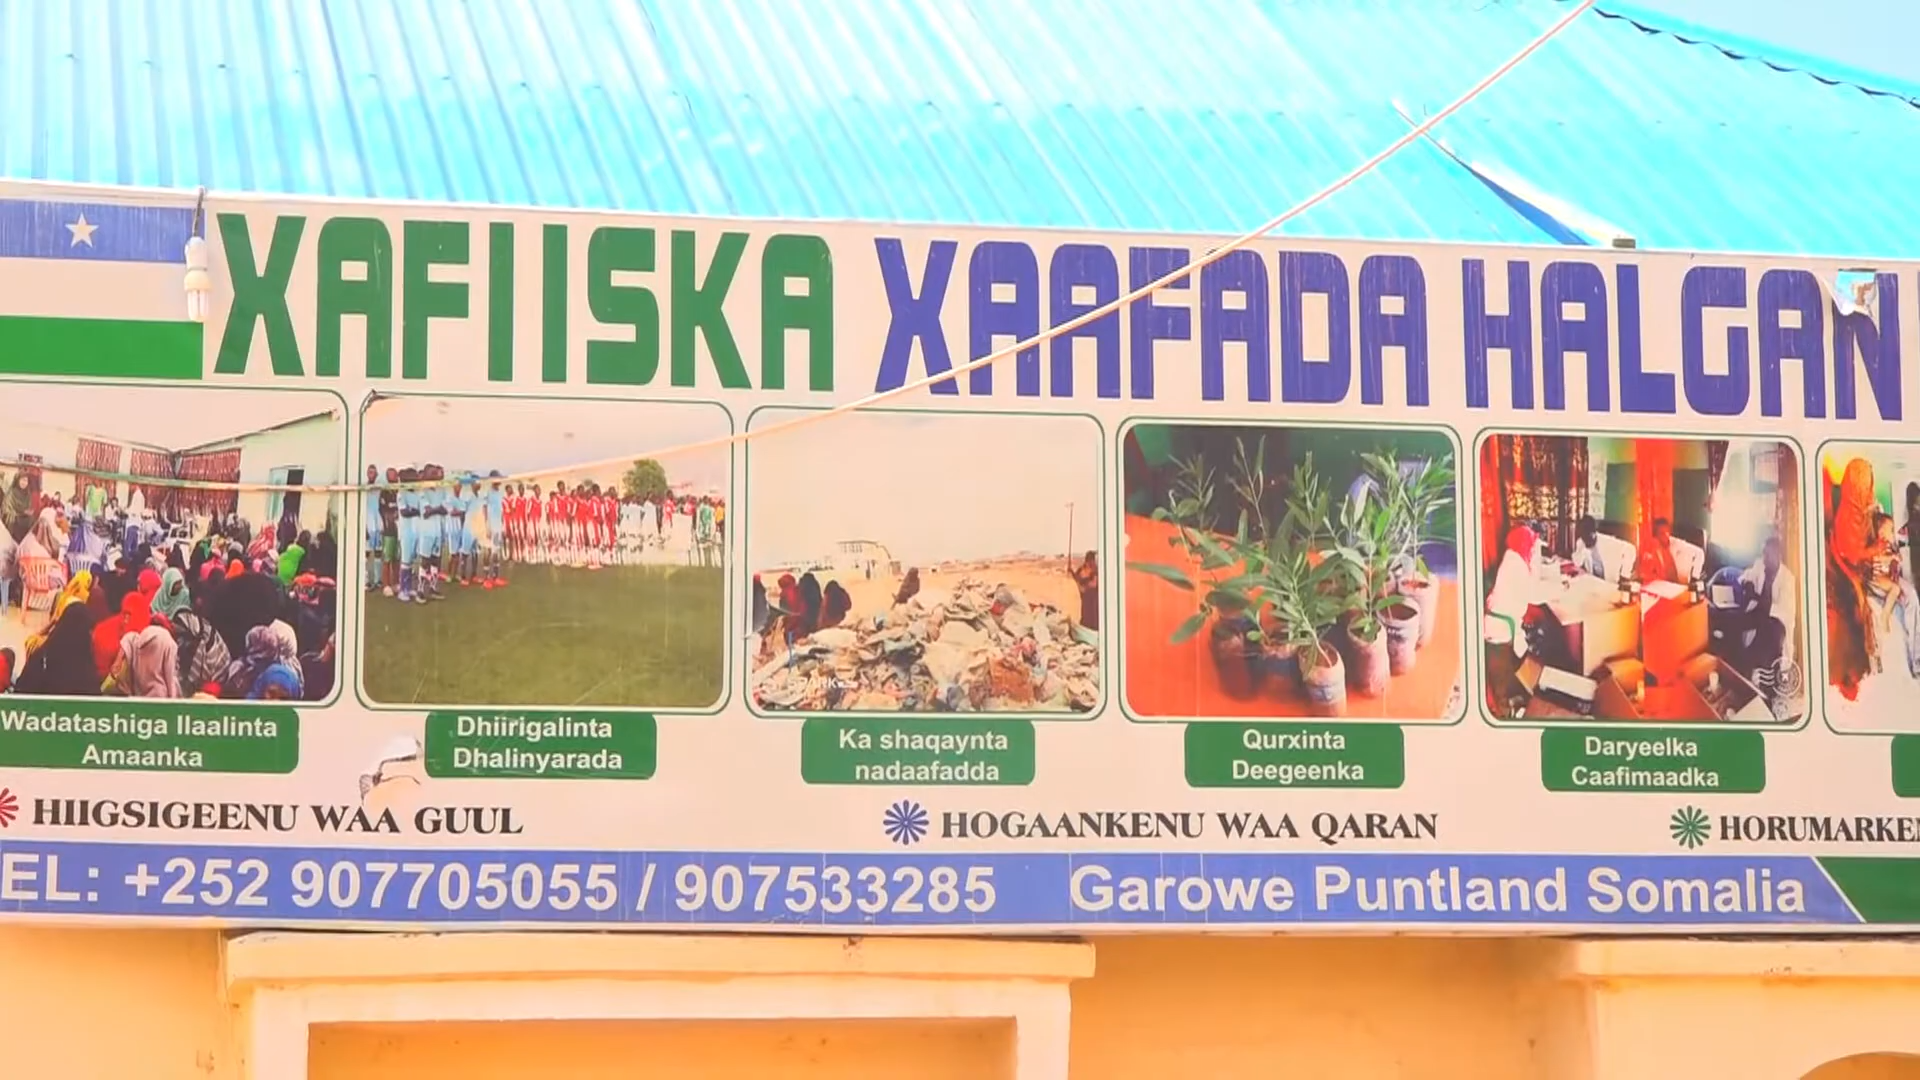 XAFIISKA XAAFADA HALGAN
Wadatashiga Ilaalinta
Amaanka
Dhiirigalinta
Dhalinyarada
Ka shaqaynta
nadaafadda
Qurxinta
Deegeenka
Daryeelka
Caafimaadka
HIIGSIGEENU WAA GUUL
HOGAANKENU WAA QARAN
HORUMARKE
EL: +252 907705055 / 907533285 Garowe Puntland Somalia